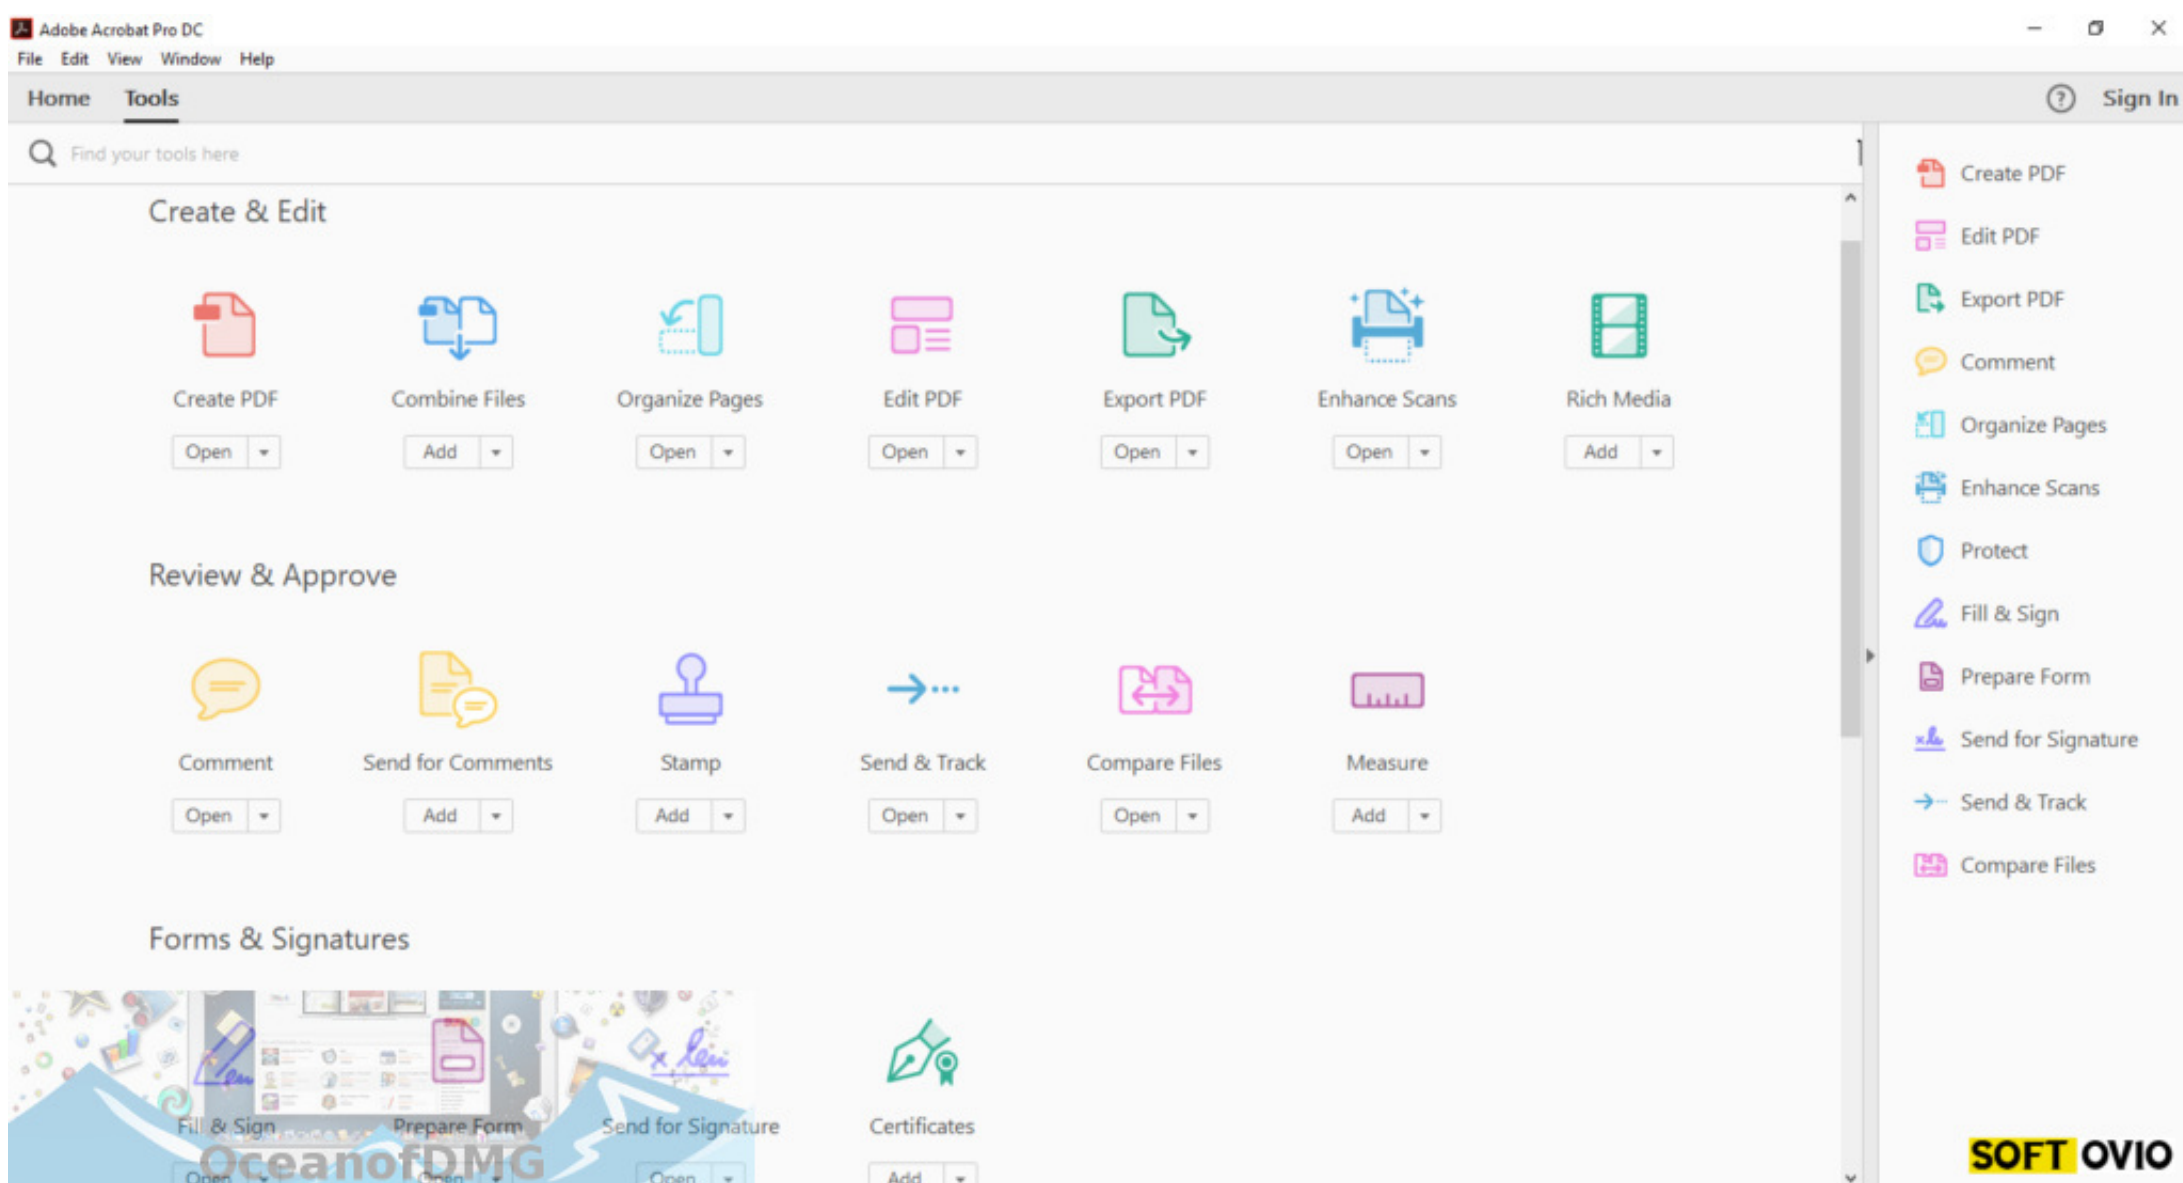 Adobe Acrobat Pro DC
File Edit View Window Help
Home Tools
Sign In
Find your tools here
Create & Edit
Create PDF Combine Files Organize Pages Edit PDF Export PDF Enhance Scans Rich Media
Open Add Open Open Open Open Add
Review & Approve
Comment Send for Comments Stamp Send & Track Compare Files Measure
Open Add Add Open Open Add
Forms & Signatures
Fill & Sign Prepare Form Send for Signature Certificates
Open Open Open Add
OceanofDMG
Create PDF
Edit PDF
Export PDF
Comment
Organize Pages
Enhance Scans
Protect
Fill & Sign
Prepare Form
Send for Signature
Send & Track
Compare Files
SOFT OVIO